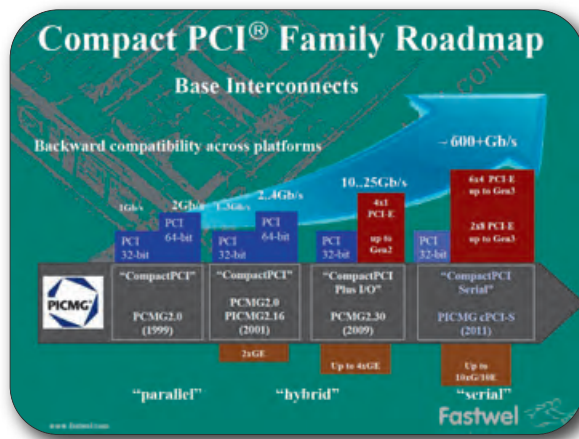 Compact PCI® Family Roadmap
Base Interconnects
Backward compatibility across platforms
~ 600+Gb/s
10..25Gb/s
2..4Gb/s
2Gb/s
1Gb/s
PCI
32-bit
PCI
64-bit
PCI
32-bit
PCI
64-bit
PCI
32-bit
4x1
PCI-E
up to
Gen2
PCI
32-bit
6x4 PCI-E
up to Gen3
2x8 PCI-E
up to Gen3
PICMG
"CompactPCI"
PCMG2.0
(1999)
"CompactPCI"
PCMG2.0
PICMG2.16
(2001)
"CompactPCI
Plus I/O"
PCMG2.30
(2009)
"CompactPCI
Serial"
PICMG cPCI-S
(2011)
2xGE
Up to 4xGE
Up to
10xG/10E
"parallel"
"hybrid"
"serial"
Fastwel
www.fastwel.com